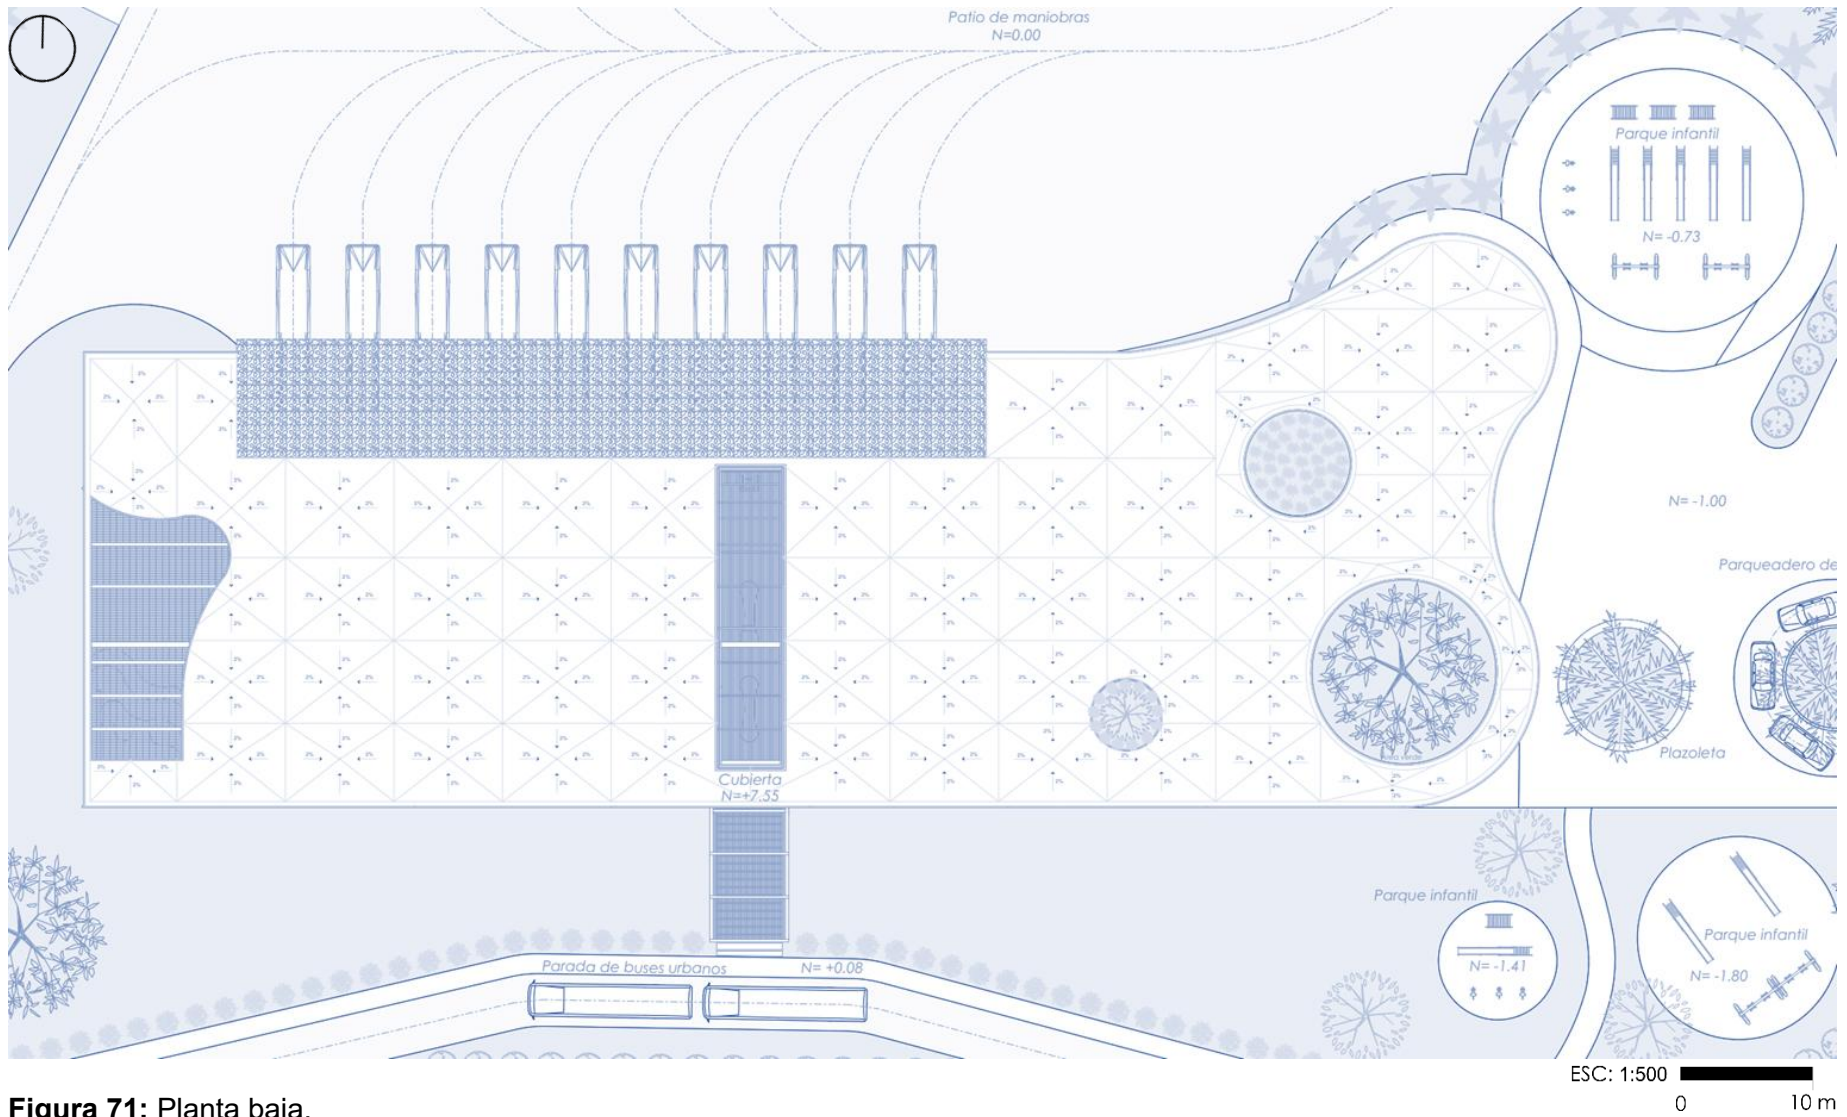 Patio de maniobras
N=0.00
Parque infantil
N= -0.73
N= -1.00
Parqueadero de
Plazoleta
Cubierta
N=+7.55
Parque infantil
N= -1.41
Parque infantil
N= -1.80
Parada de buses urbanos N= +0.08
ESC: 1:500
0 10 m
Figura 71: Planta baja.